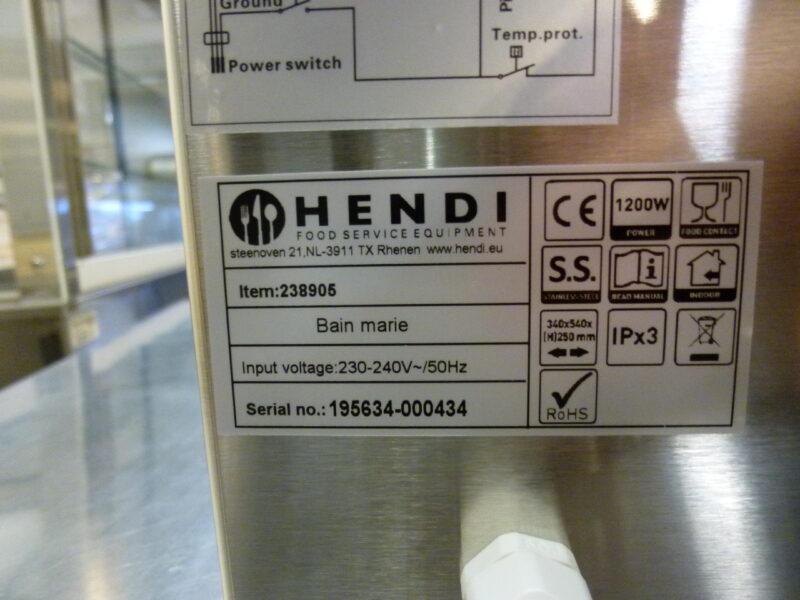 Ground
Power switch
Temp.prot.
HENDI
FOOD SERVICE EQUIPMENT
steenoven 21,NL-3911 TX Rhenen www.hendi.eu
Item:238905
Bain marie
Input voltage:230-240V~/50Hz
Serial no.: 195634-000434
CE
1200W
POWER
FOOD CONTACT
S.S.
STAINLESS STEEL
i
READ MANUAL
INDOOR
340x540x
(H)250 mm
IPx3
RoHS